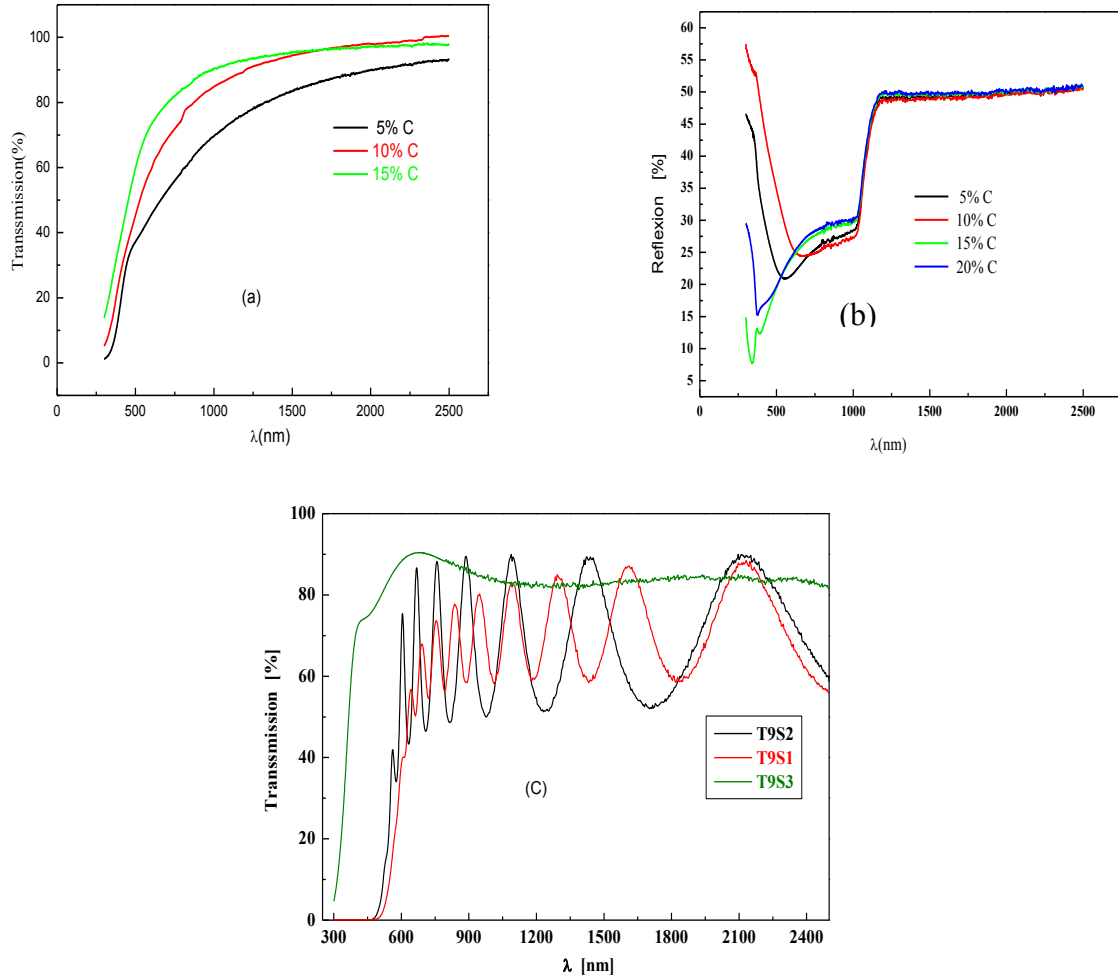 Transsmission(%)
100
80
60
40
20
0
5% C
10% C
15% C
(a)
0
500
1000
1500
2000
2500
λ(nm)
Reflexion [%]
60
55
50
45
40
35
30
25
20
15
10
5
5% C
10% C
15% C
20% C
(b)
0
500
1000
1500
2000
2500
λ(nm)
Transsmission [%]
100
80
60
40
20
0
T9S2
T9S1
T9S3
(C)
300
600
900
1200
1500
1800
2100
2400
λ [nm]